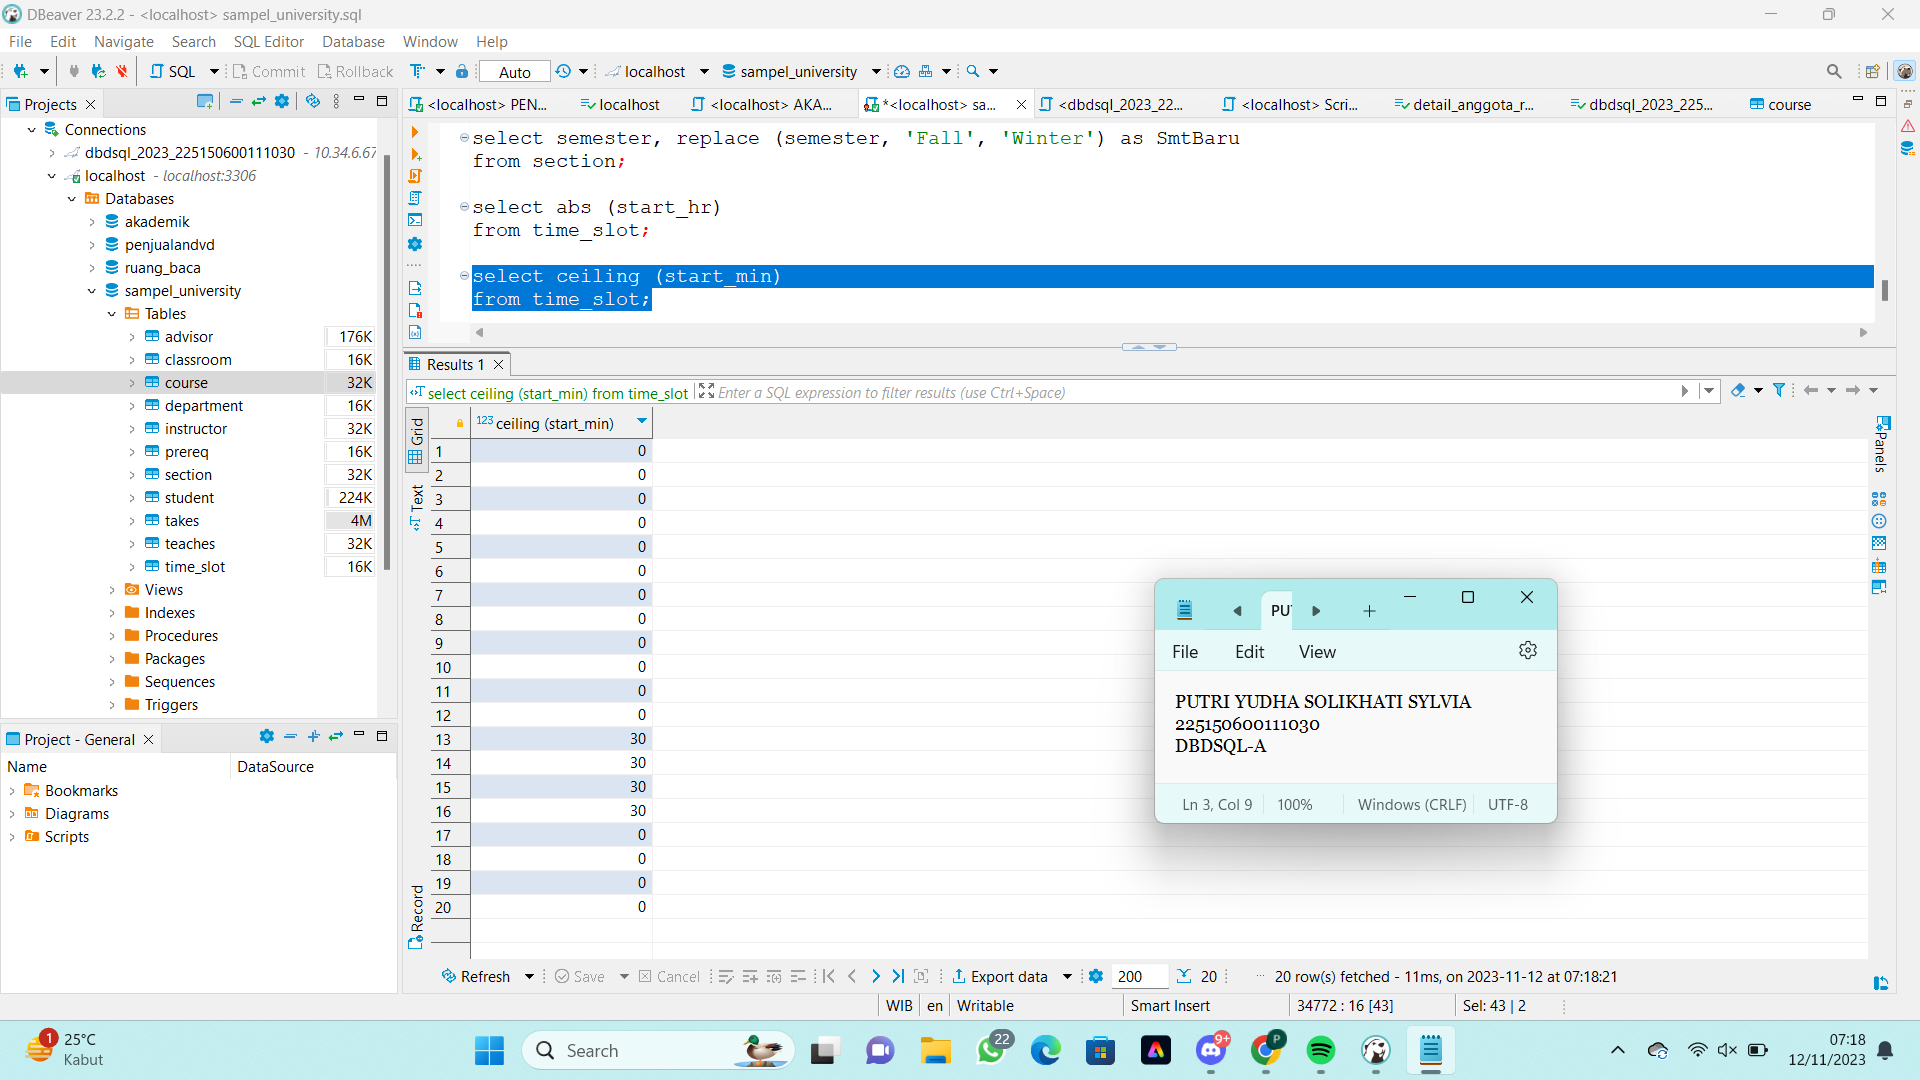 DBeaver 23.2.2 - <localhost> sampel_university.sql
File Edit Navigate Search SQL Editor Database Window Help
SQL Commit Rollback Auto localhost sampel_university
Projects
<localhost> PEN... localhost <localhost> AKA... *<localhost> sa... <dbdsql_2023_22... <localhost> Scri... detail_anggota_r... dbdsql_2023_225... course
Connections
dbdsql_2023_225150600111030 - 10.34.6.67
localhost - localhost:3306
Databases
akademik
penjualandvd
ruang_baca
sampel_university
Tables
advisor 176K
classroom 16K
course 32K
department 16K
instructor 32K
prereq 16K
section 32K
student 224K
takes 4M
teaches 32K
time_slot 16K
Views
Indexes
Procedures
Packages
Sequences
Triggers
Project - General
Name DataSource
Bookmarks
Diagrams
Scripts
select semester, replace (semester, 'Fall', 'Winter') as SmtBaru
from section;
select abs (start_hr)
from time_slot;
select ceiling (start_min)
from time_slot;
Results 1
select ceiling (start_min) from time_slot Enter a SQL expression to filter results (use Ctrl+Space)
Grid
Text
Record
Panels
123 ceiling (start_min)
1 0
2 0
3 0
4 0
5 0
6 0
7 0
8 0
9 0
10 0
11 0
12 0
13 30
14 30
15 30
16 30
17 0
18 0
19 0
20 0
PU
File Edit View
PUTRI YUDHA SOLIKHATI SYLVIA
225150600111030
DBDSQL-A
Ln 3, Col 9 100% Windows (CRLF) UTF-8
Refresh Save Cancel Export data 200 20 20 row(s) fetched - 11ms, on 2023-11-12 at 07:18:21
WIB en Writable Smart Insert 34772 : 16 [43] Sel: 43 | 2
1 25°C
Kabut
Search
22
9+
P
07:18
12/11/2023